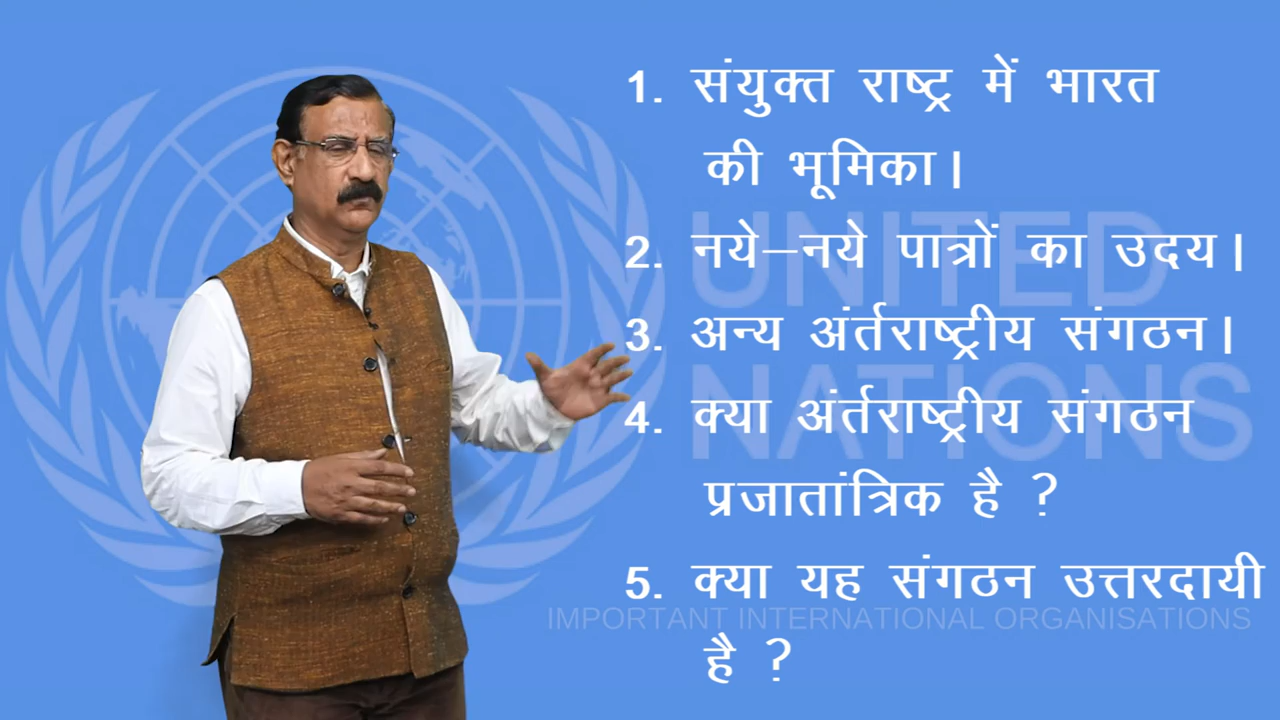 1. संयुक्त राष्ट्र में भारत
की भूमिका।
2. नये–नये पात्रों का उदय।
3. अन्य अंर्तराष्ट्रीय संगठन।
4. क्या अंर्तराष्ट्रीय संगठन
प्रजातांत्रिक है ?
5. क्या यह संगठन उत्तरदायी
है ?
UNITED
NATIONS
IMPORTANT INTERNATIONAL ORGANISATIONS